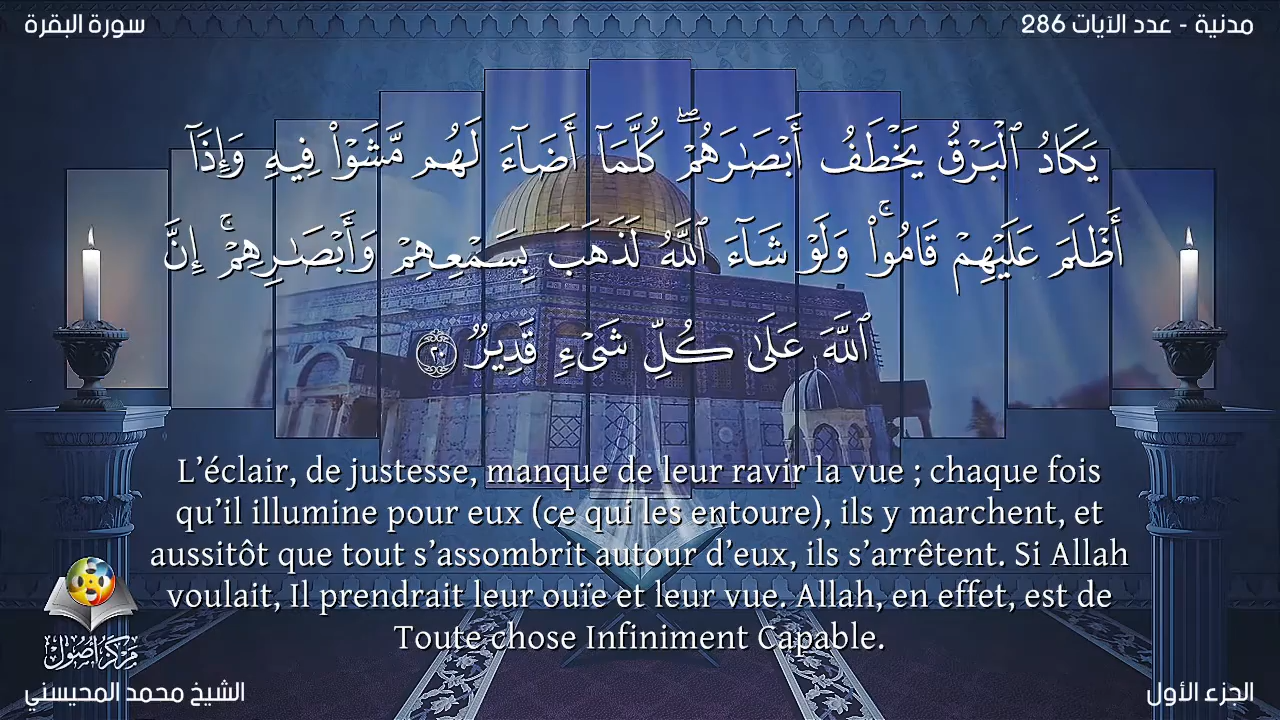 مدنية - عدد الآيات 286
سورة البقرة
يَكَادُ ٱلْبَرْقُ يَخْطَفُ أَبْصَٰرَهُمْ ۖ كُلَّمَآ أَضَآءَ لَهُم مَّشَوْا۟ فِيهِ وَإِذَآ
أَظْلَمَ عَلَيْهِمْ قَامُوا۟ ۚ وَلَوْ شَآءَ ٱللَّهُ لَذَهَبَ بِسَمْعِهِمْ وَأَبْصَٰرِهِمْ ۚ إِنَّ
ٱللَّهَ عَلَىٰ كُلِّ شَىْءٍ قَدِيرٌ ٢٠
L’éclair, de justesse, manque de leur ravir la vue ; chaque fois
qu’il illumine pour eux (ce qui les entoure), ils y marchent, et
aussitôt que tout s’assombrit autour d’eux, ils s’arrêtent. Si Allah
voulait, Il prendrait leur ouïe et leur vue. Allah, en effet, est de
Toute chose Infiniment Capable.
مركز أصول
الجزء الأول
الشيخ محمد المحيسني